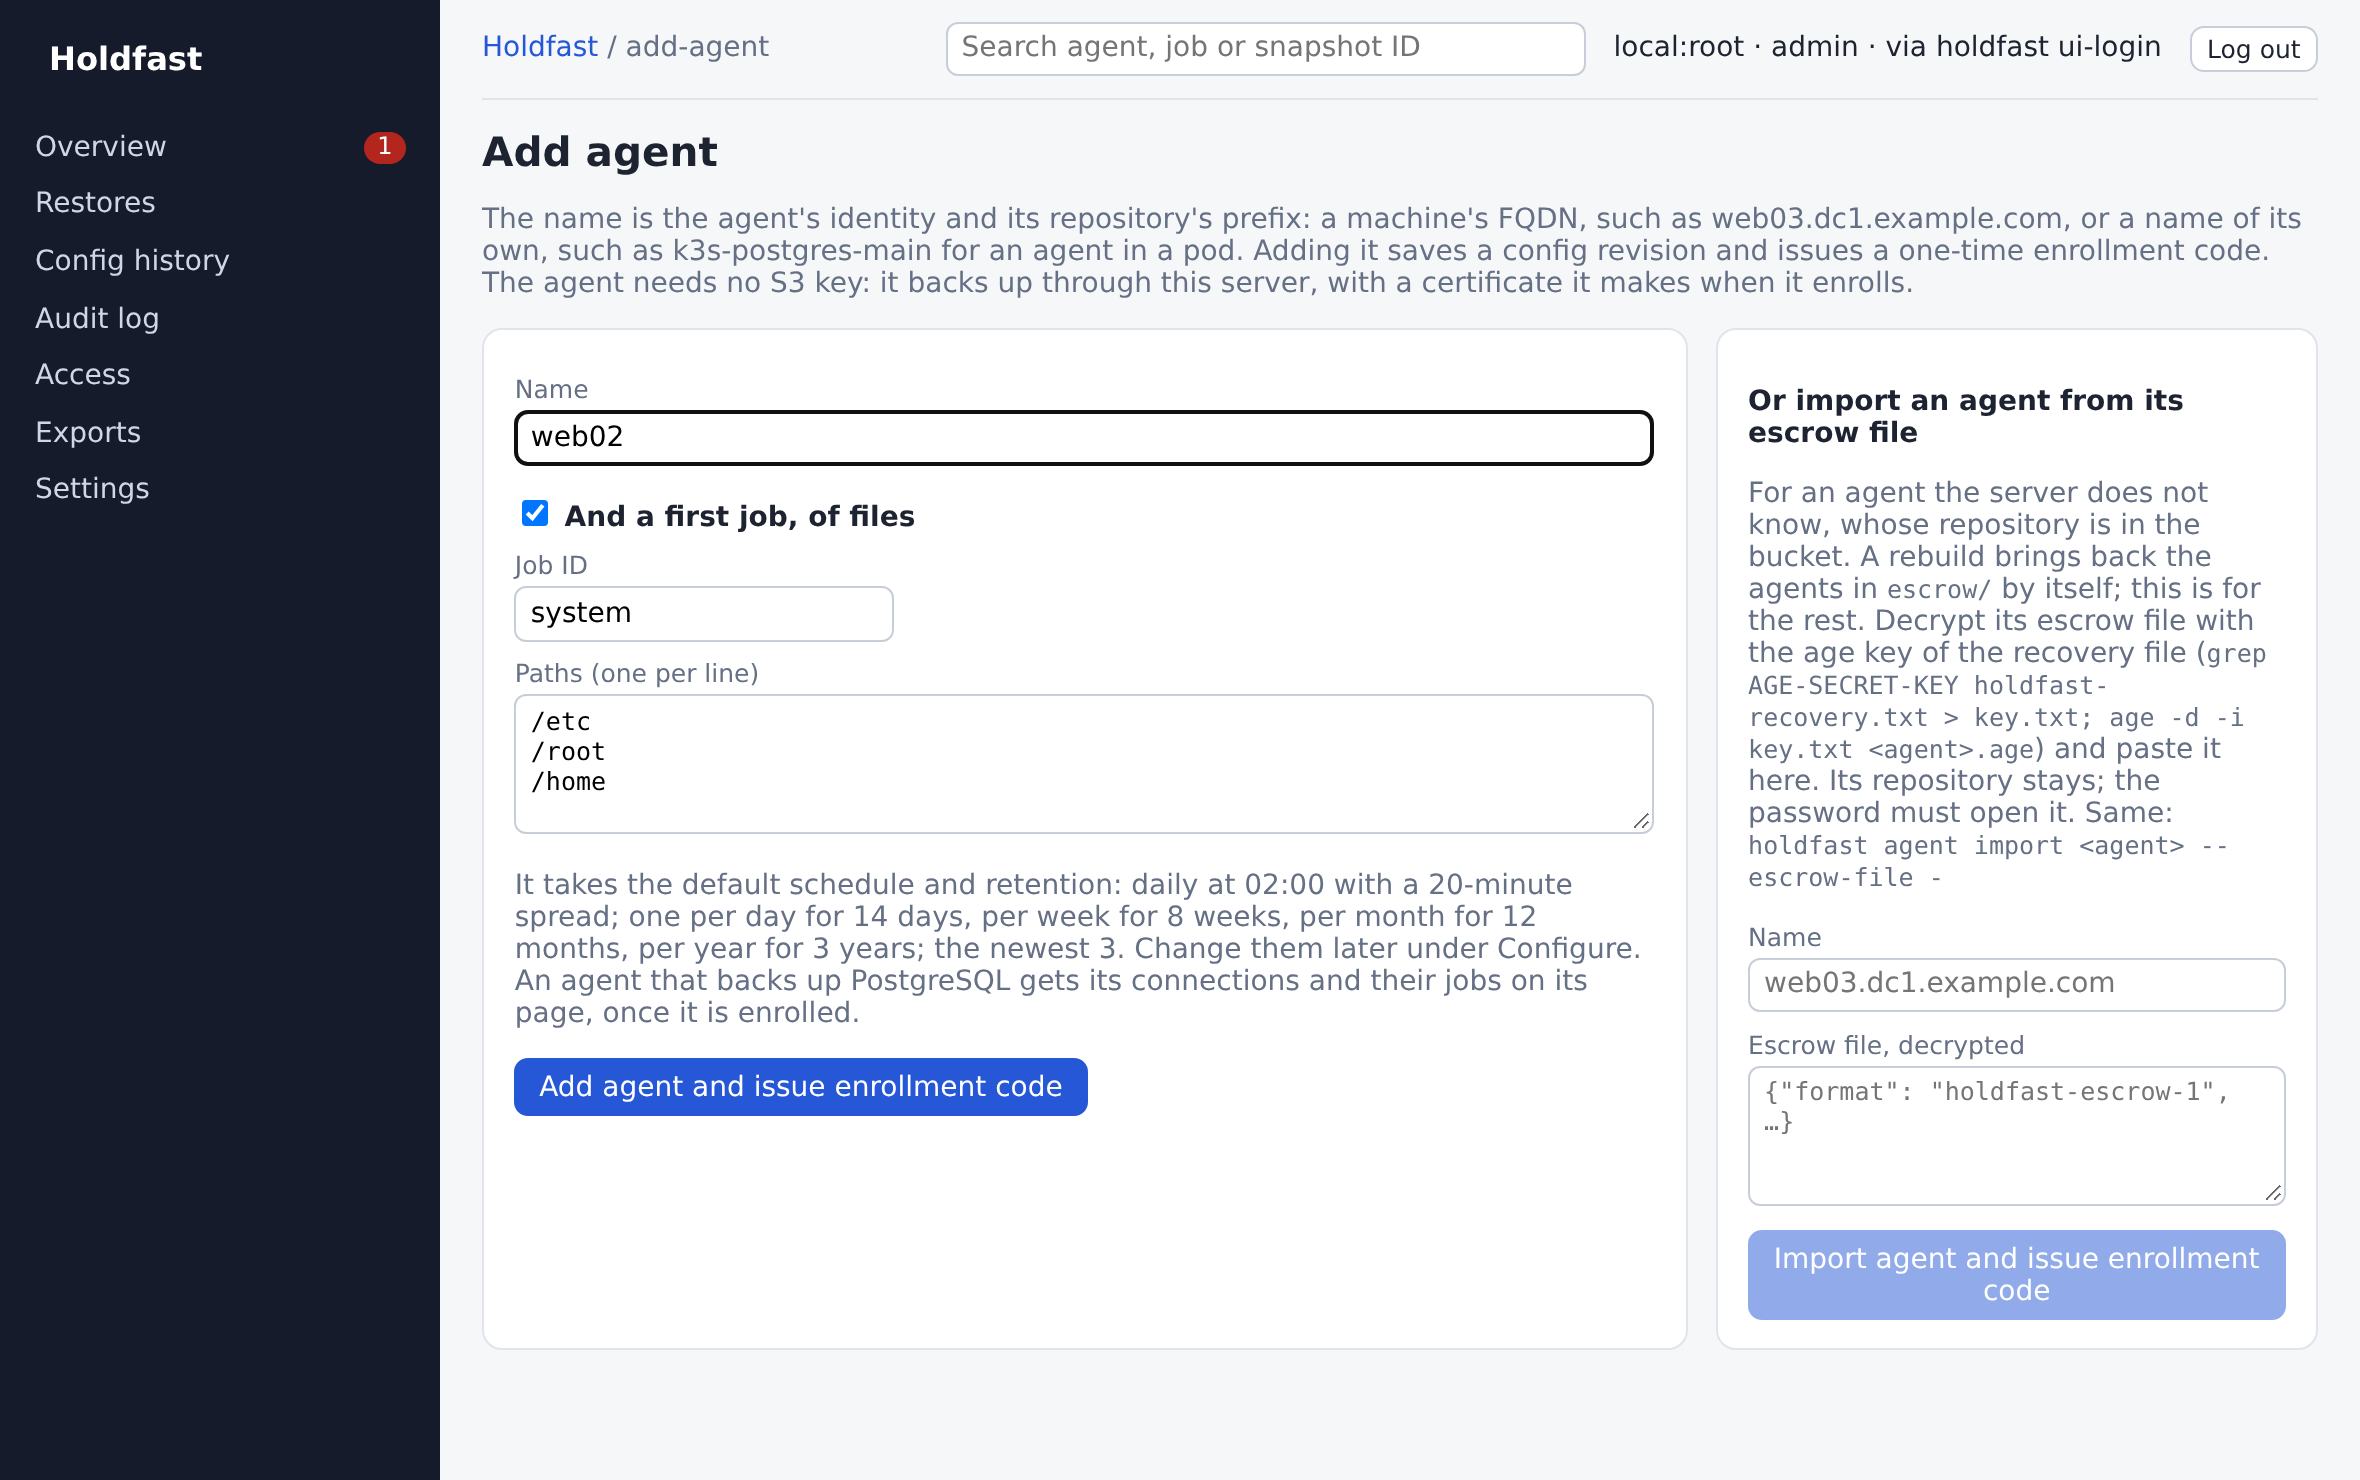 Holdfast
Overview
1
Restores
Config history
Audit log
Access
Exports
Settings
Holdfast / add-agent
Search agent, job or snapshot ID
local:root · admin · via holdfast ui-login
Log out
Add agent
The name is the agent's identity and its repository's prefix: a machine's FQDN, such as web03.dc1.example.com, or a name of its
own, such as k3s-postgres-main for an agent in a pod. Adding it saves a config revision and issues a one-time enrollment code.
The agent needs no S3 key: it backs up through this server, with a certificate it makes when it enrolls.
Name
web02
And a first job, of files
Job ID
system
Paths (one per line)
/etc
/root
/home
It takes the default schedule and retention: daily at 02:00 with a 20-minute
spread; one per day for 14 days, per week for 8 weeks, per month for 12
months, per year for 3 years; the newest 3. Change them later under Configure.
An agent that backs up PostgreSQL gets its connections and their jobs on its
page, once it is enrolled.
Add agent and issue enrollment code
Or import an agent from its
escrow file
For an agent the server does not
know, whose repository is in the
bucket. A rebuild brings back the
agents in escrow/ by itself; this is for
the rest. Decrypt its escrow file with
the age key of the recovery file (grep
AGE-SECRET-KEY holdfast-
recovery.txt > key.txt; age -d -i
key.txt <agent>.age) and paste it
here. Its repository stays; the
password must open it. Same:
holdfast agent import <agent> --
escrow-file -
Name
web03.dc1.example.com
Escrow file, decrypted
{"format": "holdfast-escrow-1",
…}
Import agent and issue enrollment
code